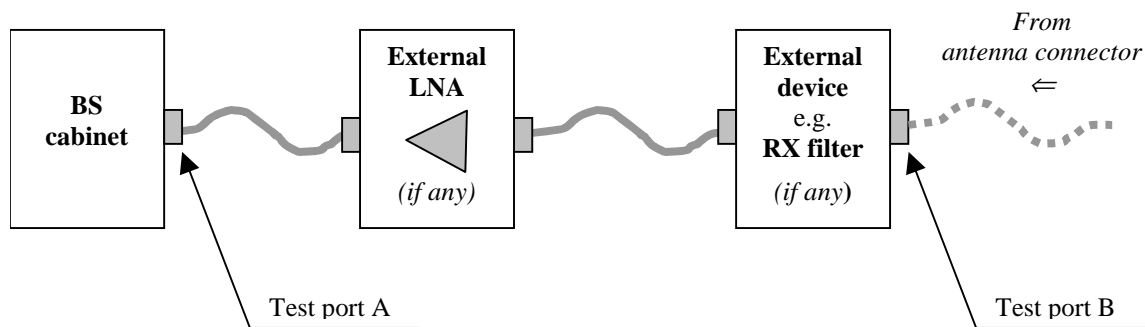 BS
cabinet
External
LNA
(if any)
External
device
e.g.
RX filter
(if any)
From
antenna connector
⇐
Test port A
Test port B